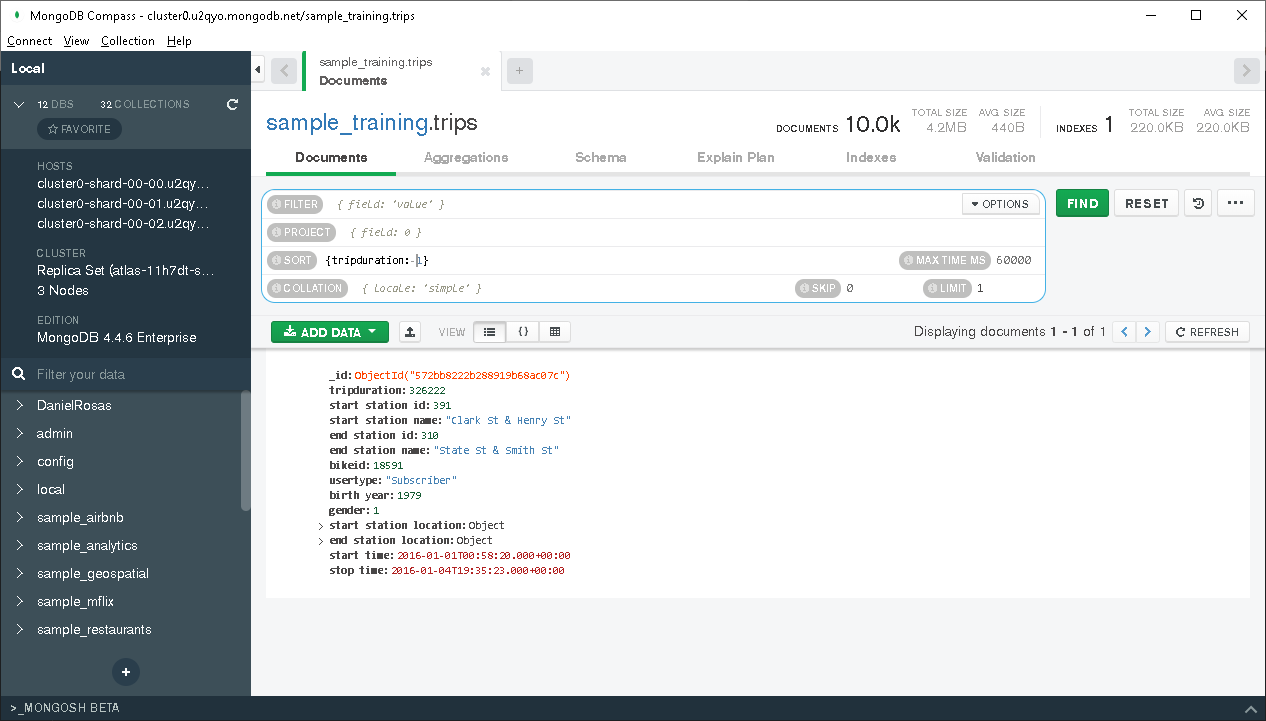 MongoDB Compass - cluster0.u2qyo.mongodb.net/sample_training.trips
Connect View Collection Help
Local
12 DBS 32 COLLECTIONS
FAVORITE
HOSTS
cluster0-shard-00-00.u2qy...
cluster0-shard-00-01.u2qy...
cluster0-shard-00-02.u2qy...
CLUSTER
Replica Set (atlas-11h7dt-s...
3 Nodes
EDITION
MongoDB 4.4.6 Enterprise
Filter your data
DanielRosas
admin
config
local
sample_airbnb
sample_analytics
sample_geospatial
sample_mflix
sample_restaurants
+
>_MONGOSH BETA
sample_training.trips
Documents
+
sample_training.trips
DOCUMENTS 10.0k
TOTAL SIZE
4.2MB
AVG SIZE
440B
INDEXES 1
TOTAL SIZE
220.0KB
AVG SIZE
220.0KB
Documents Aggregations Schema Explain Plan Indexes Validation
FILTER { field: 'value' } OPTIONS
FIND RESET ...
PROJECT { field: 0 }
SORT {tripduration:-1} MAX TIME MS 60000
COLLATION { locale: 'simple' } SKIP 0 LIMIT 1
ADD DATA VIEW {} Displaying documents 1 - 1 of 1 < > REFRESH
_id:ObjectId("572bb8222b288919b68ac07c")
tripduration:326222
start station id:391
start station name:"Clark St & Henry St"
end station id:310
end station name:"State St & Smith St"
bikeid:18591
usertype:"Subscriber"
birth year:1979
gender:1
> start station location:Object
> end station location:Object
start time:2016-01-01T00:58:20.000+00:00
stop time:2016-01-04T19:35:23.000+00:00